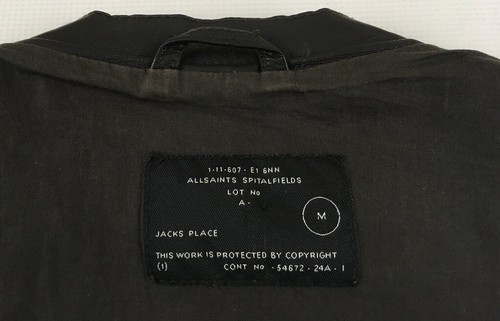 1-11-607 - E1 6NN
ALLSAINTS SPITALFIELDS
LOT No
A-
M
JACKS PLACE
THIS WORK IS PROTECTED BY COPYRIGHT
(1) CONT No - 54672 - 24A - 1